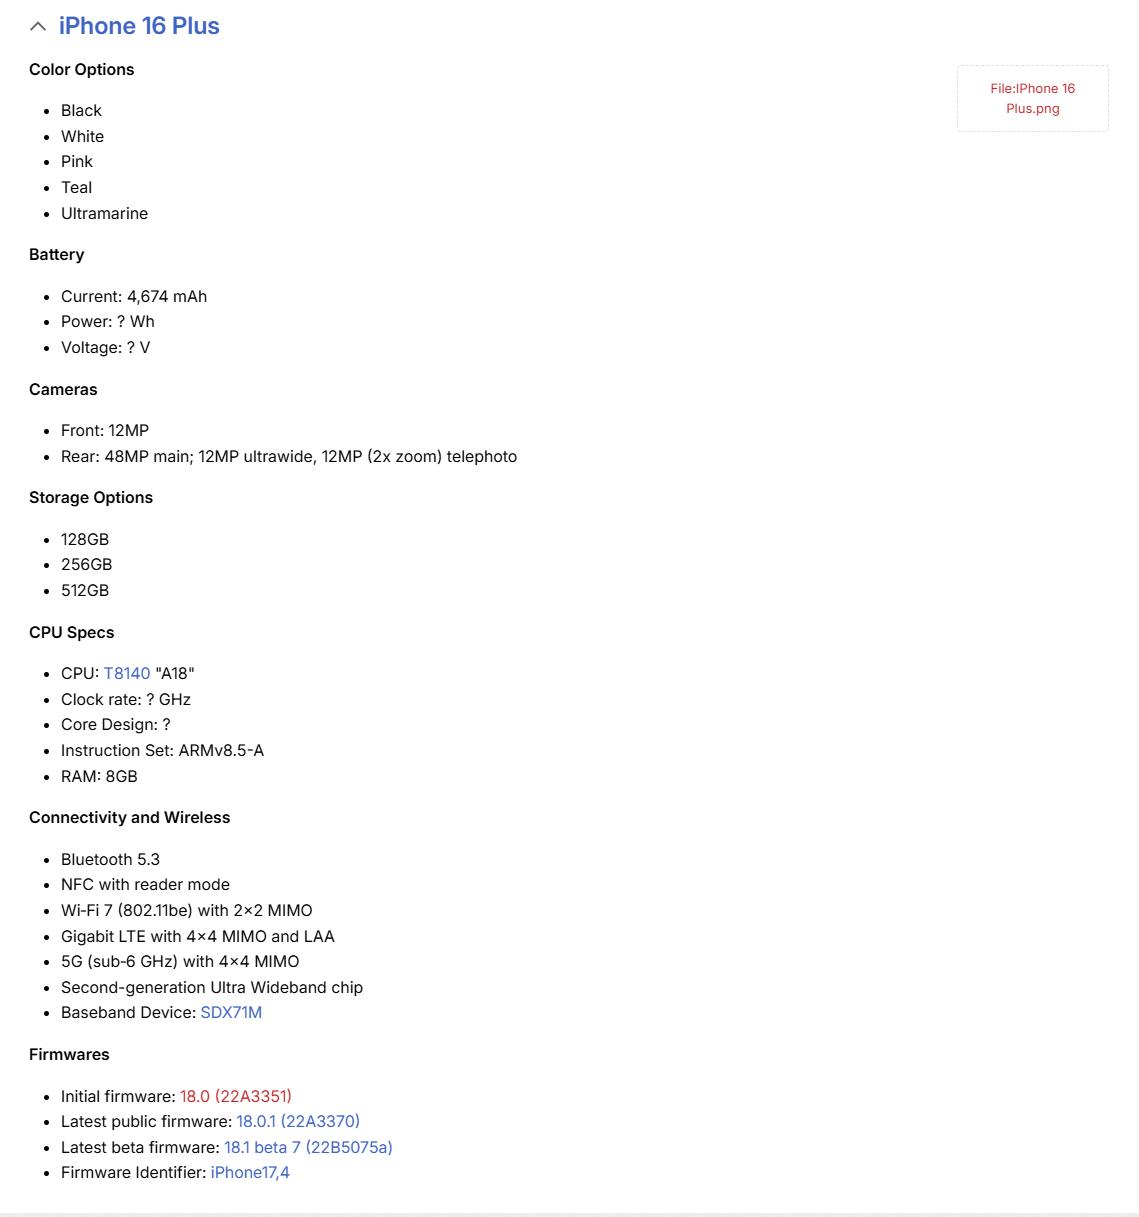 iPhone 16 Plus
Color Options
File:IPhone 16
Plus.png
Black
White
Pink
Teal
Ultramarine
Battery
Current: 4,674 mAh
Power: ? Wh
Voltage: ? V
Cameras
Front: 12MP
Rear: 48MP main; 12MP ultrawide, 12MP (2x zoom) telephoto
Storage Options
128GB
256GB
512GB
CPU Specs
CPU: T8140 "A18"
Clock rate: ? GHz
Core Design: ?
Instruction Set: ARMv8.5-A
RAM: 8GB
Connectivity and Wireless
Bluetooth 5.3
NFC with reader mode
Wi‑Fi 7 (802.11be) with 2×2 MIMO
Gigabit LTE with 4×4 MIMO and LAA
5G (sub‑6 GHz) with 4×4 MIMO
Second-generation Ultra Wideband chip
Baseband Device: SDX71M
Firmwares
Initial firmware: 18.0 (22A3351)
Latest public firmware: 18.0.1 (22A3370)
Latest beta firmware: 18.1 beta 7 (22B5075a)
Firmware Identifier: iPhone17,4